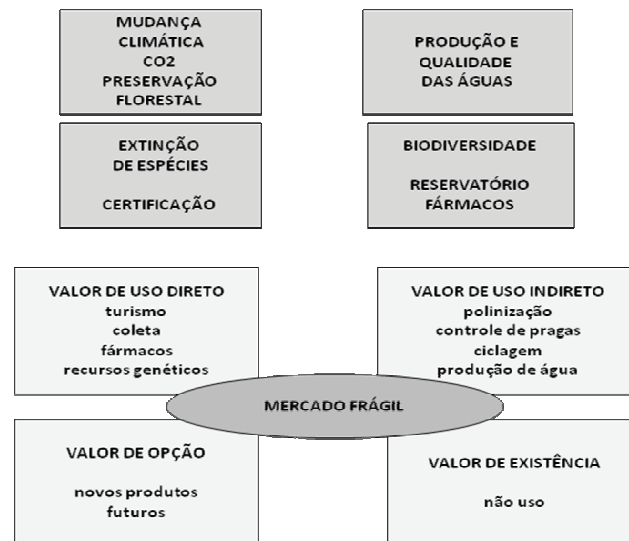 MUDANÇA
CLIMÁTICA
CO2
PRESERVAÇÃO
FLORESTAL
PRODUÇÃO E
QUALIDADE
DAS ÁGUAS
EXTINÇÃO
DE ESPÉCIES
CERTIFICAÇÃO
BIODIVERSIDADE
RESERVATÓRIO
FÁRMACOS
VALOR DE USO DIRETO
turismo
coleta
fármacos
recursos genéticos
VALOR DE USO INDIRETO
polinização
controle de pragas
ciclagem
produção de água
MERCADO FRÁGIL
VALOR DE OPÇÃO
novos produtos
futuros
VALOR DE EXISTÊNCIA
não uso